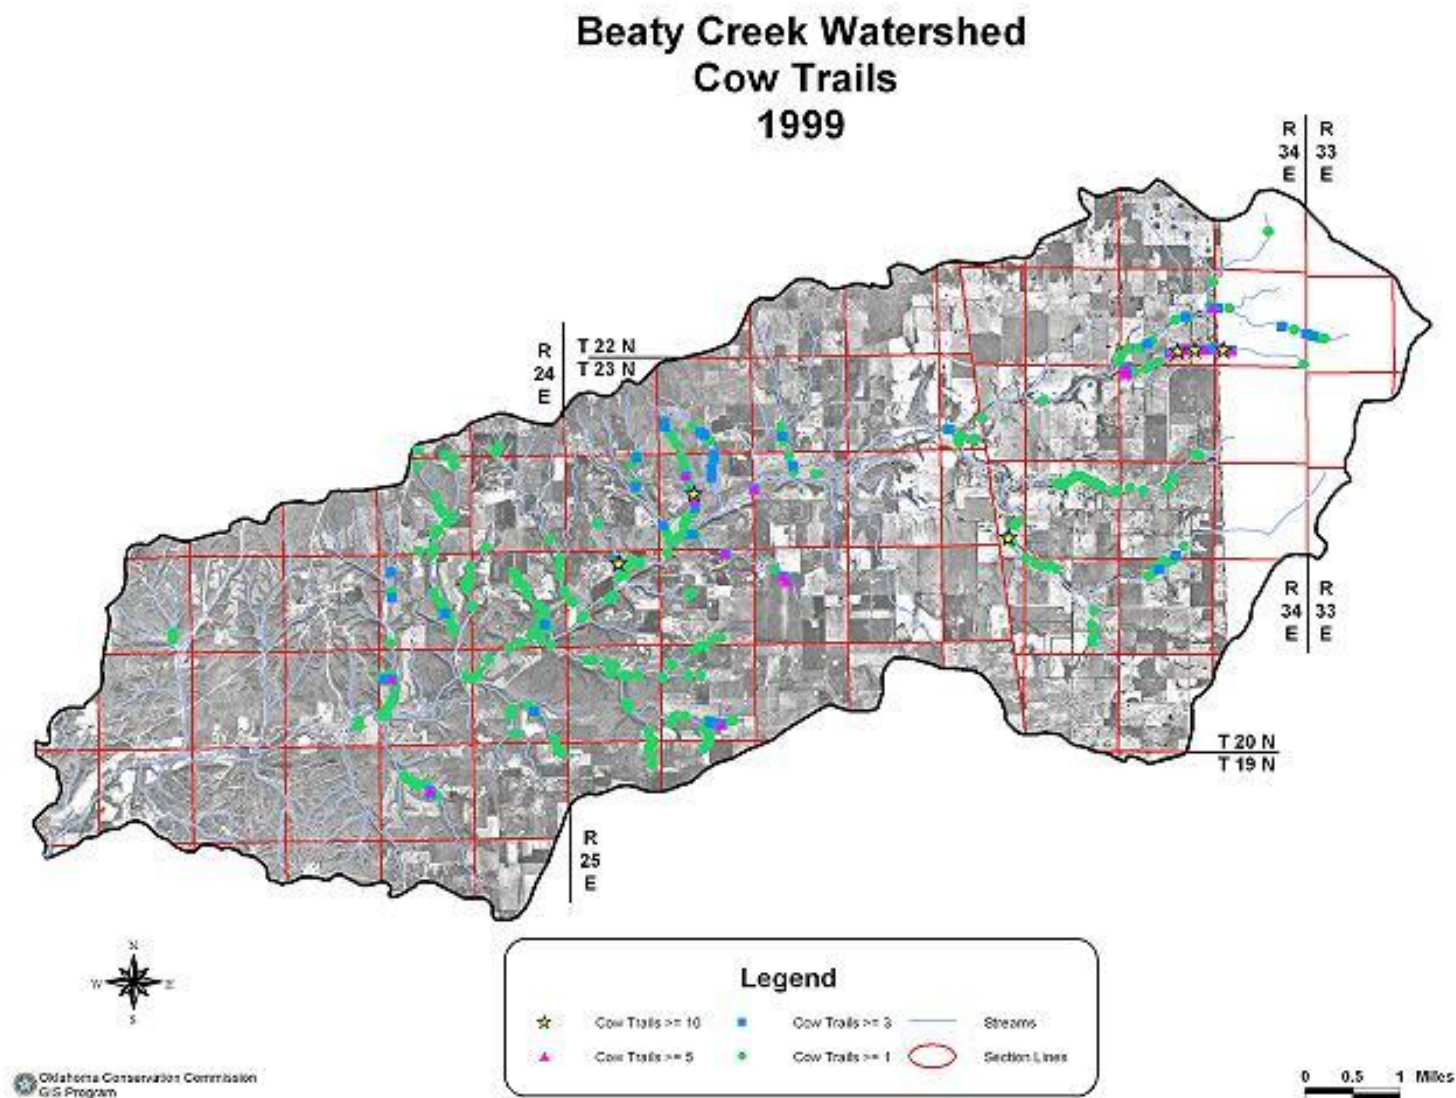 Beaty Creek Watershed
Cow Trails
1999
R R
34 33
E E
R
24
E
T 22 N
T 23 N
R R
34 33
E E
T 20 N
T 19 N
R
25
E
N
W E
S
Legend
Cow Trails >= 10
Cow Trails >= 3
Streams
Cow Trails >= 5
Cow Trails >= 1
Section Lines
Oklahoma Conservation Commission
GIS Program
0 0.5 1 Miles